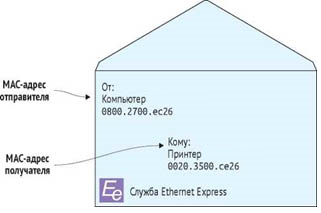 MAC-адрес
отправителя
От:
Компьютер
0800.2700.ec26
MAC-адрес
получателя
Кому:
Принтер
0020.3500.ce26
Ee
Служба Ethernet Express